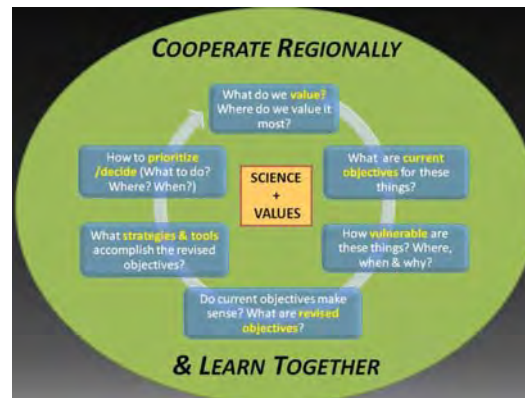 COOPERATE REGIONALLY
What do we value?
Where do we value it
most?
What are current
objectives for these
things?
How vulnerable are
these things? Where,
when & why?
Do current objectives make
sense? What are revised
objectives?
What strategies & tools
accomplish the revised
objectives?
How to prioritize
/decide (What to do?
Where? When?)
SCIENCE
+
VALUES
& LEARN TOGETHER